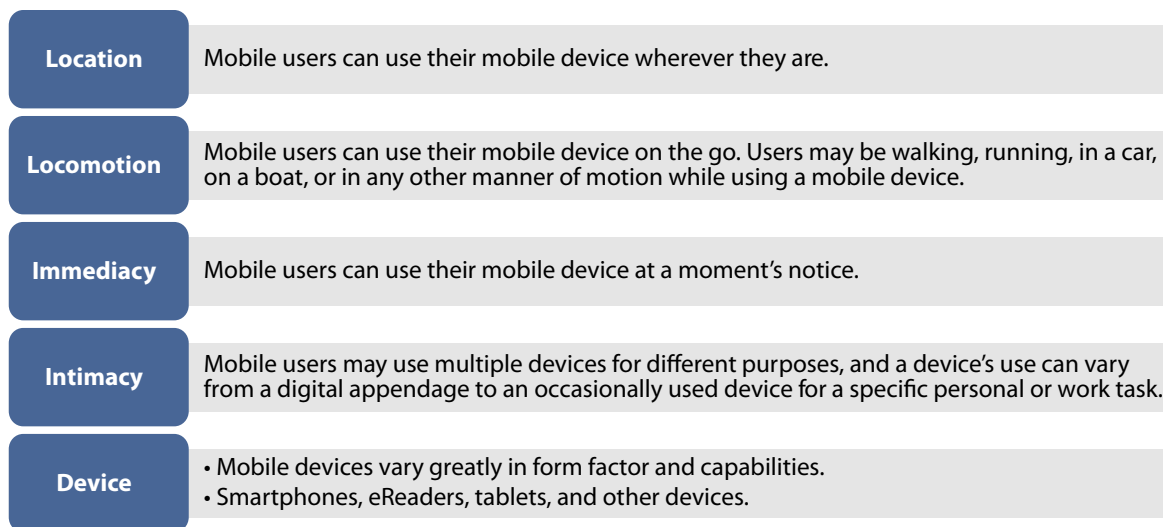 Location
Mobile users can use their mobile device wherever they are.
Locomotion
Mobile users can use their mobile device on the go. Users may be walking, running, in a car,
on a boat, or in any other manner of motion while using a mobile device.
Immediacy
Mobile users can use their mobile device at a moment’s notice.
Intimacy
Mobile users may use multiple devices for different purposes, and a device’s use can vary
from a digital appendage to an occasionally used device for a specific personal or work task.
Device
• Mobile devices vary greatly in form factor and capabilities.
• Smartphones, eReaders, tablets, and other devices.